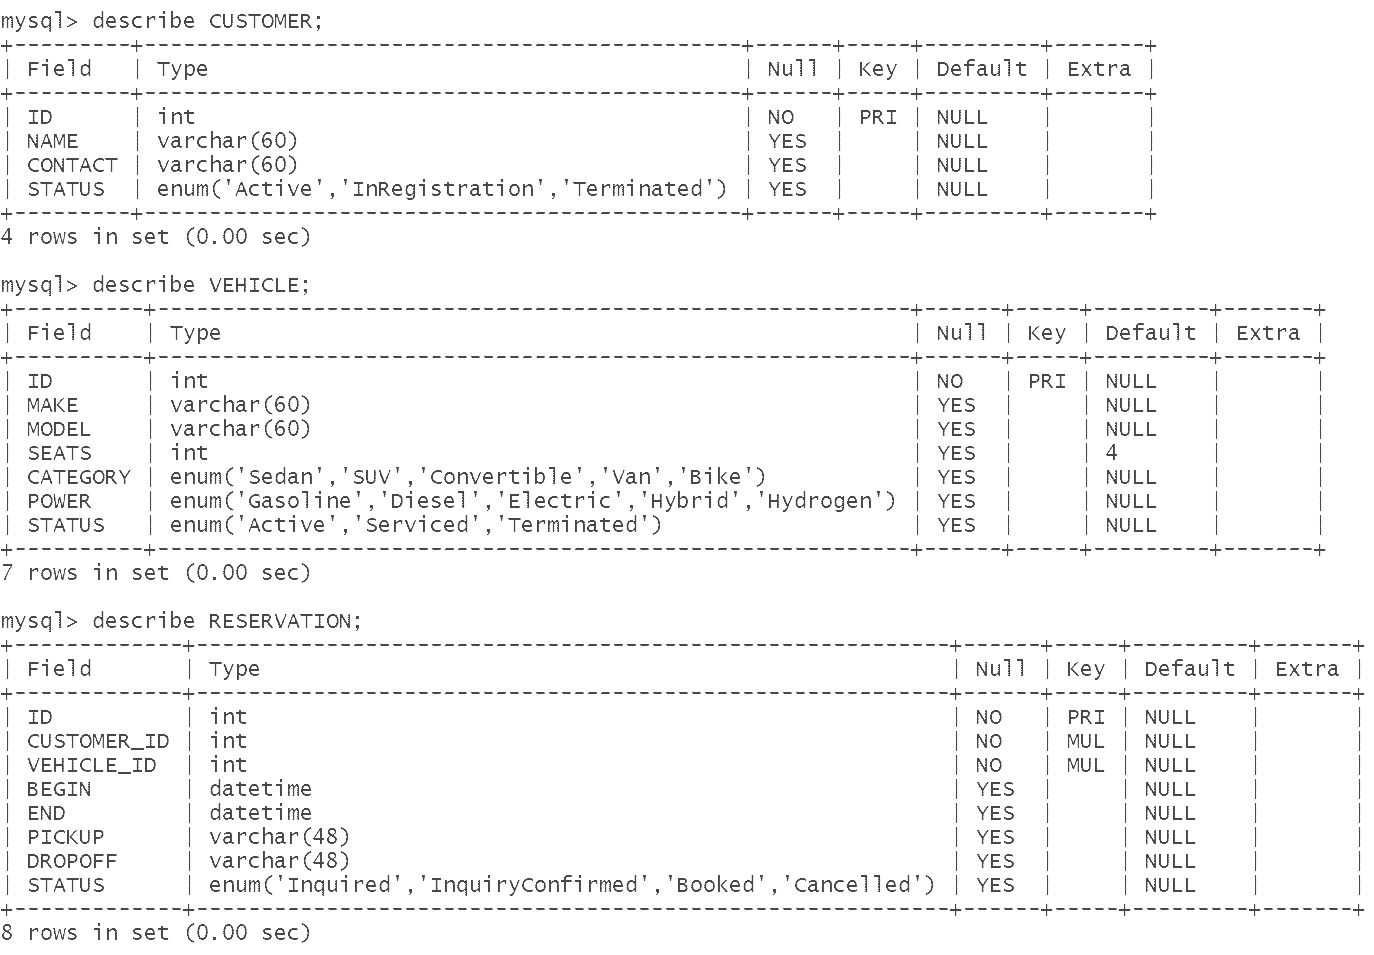 mysql> describe CUSTOMER;
+---------+----------------------------------------------+------+-----+---------+-------+
| Field   | Type                                         | Null | Key | Default | Extra |
+---------+----------------------------------------------+------+-----+---------+-------+
| ID      | int                                          | NO   | PRI | NULL    |       |
| NAME    | varchar(60)                                  | YES  |     | NULL    |       |
| CONTACT | varchar(60)                                  | YES  |     | NULL    |       |
| STATUS  | enum('Active','InRegistration','Terminated') | YES  |     | NULL    |       |
+---------+----------------------------------------------+------+-----+---------+-------+
4 rows in set (0.00 sec)
mysql> describe VEHICLE;
+----------+----------------------------------------------------------+------+-----+---------+-------+
| Field    | Type                                                     | Null | Key | Default | Extra |
+----------+----------------------------------------------------------+------+-----+---------+-------+
| ID       | int                                                      | NO   | PRI | NULL    |       |
| MAKE     | varchar(60)                                              | YES  |     | NULL    |       |
| MODEL    | varchar(60)                                              | YES  |     | NULL    |       |
| SEATS    | int                                                      | YES  |     | 4       |       |
| CATEGORY | enum('Sedan','SUV','Convertible','Van','Bike')           | YES  |     | NULL    |       |
| POWER    | enum('Gasoline','Diesel','Electric','Hybrid','Hydrogen') | YES  |     | NULL    |       |
| STATUS   | enum('Active','Serviced','Terminated')                   | YES  |     | NULL    |       |
+----------+----------------------------------------------------------+------+-----+---------+-------+
7 rows in set (0.00 sec)
mysql> describe RESERVATION;
+-------------+----------------------------------------------------------+------+-----+---------+-------+
| Field       | Type                                                     | Null | Key | Default | Extra |
+-------------+----------------------------------------------------------+------+-----+---------+-------+
| ID          | int                                                      | NO   | PRI | NULL    |       |
| CUSTOMER_ID | int                                                      | NO   | MUL | NULL    |       |
| VEHICLE_ID  | int                                                      | NO   | MUL | NULL    |       |
| BEGIN       | datetime                                                 | YES  |     | NULL    |       |
| END         | datetime                                                 | YES  |     | NULL    |       |
| PICKUP      | varchar(48)                                              | YES  |     | NULL    |       |
| DROPOFF     | varchar(48)                                              | YES  |     | NULL    |       |
| STATUS      | enum('Inquired','InquiryConfirmed','Booked','Cancelled') | YES  |     | NULL    |       |
+-------------+----------------------------------------------------------+------+-----+---------+-------+
8 rows in set (0.00 sec)